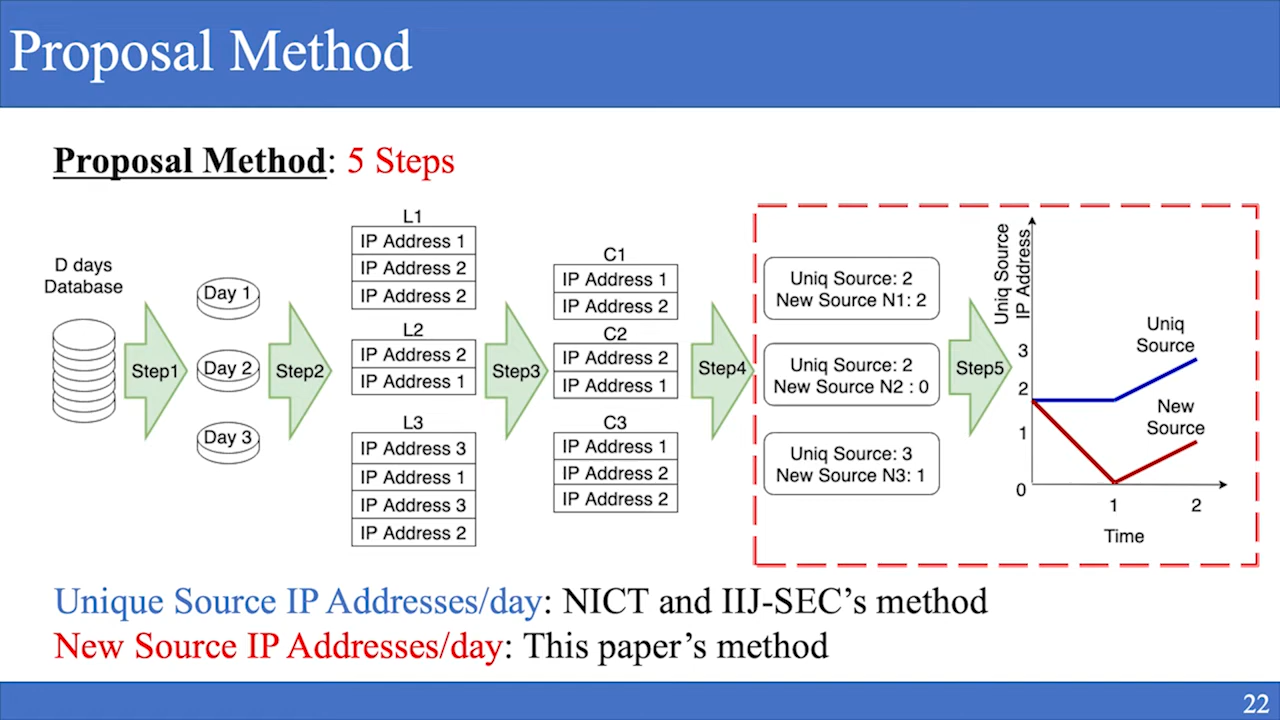 Proposal Method
Proposal Method: 5 Steps
D days
Database
Step1
Day 1
Day 2
Day 3
Step2
L1
IP Address 1
IP Address 2
IP Address 2
L2
IP Address 2
IP Address 1
L3
IP Address 3
IP Address 1
IP Address 3
IP Address 2
Step3
C1
IP Address 1
IP Address 2
C2
IP Address 2
IP Address 1
C3
IP Address 1
IP Address 2
IP Address 2
Step4
Uniq Source: 2
New Source N1: 2
Uniq Source: 2
New Source N2 : 0
Uniq Source: 3
New Source N3: 1
Step5
Uniq Source
IP Address
3
2
1
0
Uniq
Source
New
Source
1
2
Time
Unique Source IP Addresses/day: NICT and IIJ-SEC’s method
New Source IP Addresses/day: This paper’s method
22